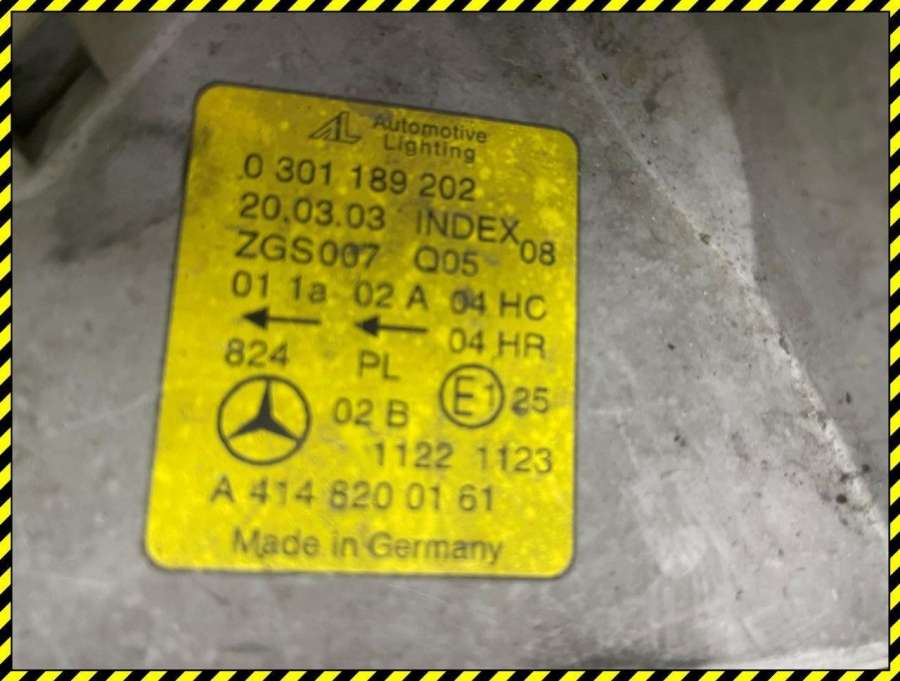 AL Automotive
Lighting
0 301 189 202
20.03.03 INDEX 08
ZGS007 Q05
01 1a 02 A 04 HC
04 HR
824 PL
02 B E1 25
1122 1123
A 414 820 01 61
Made in Germany